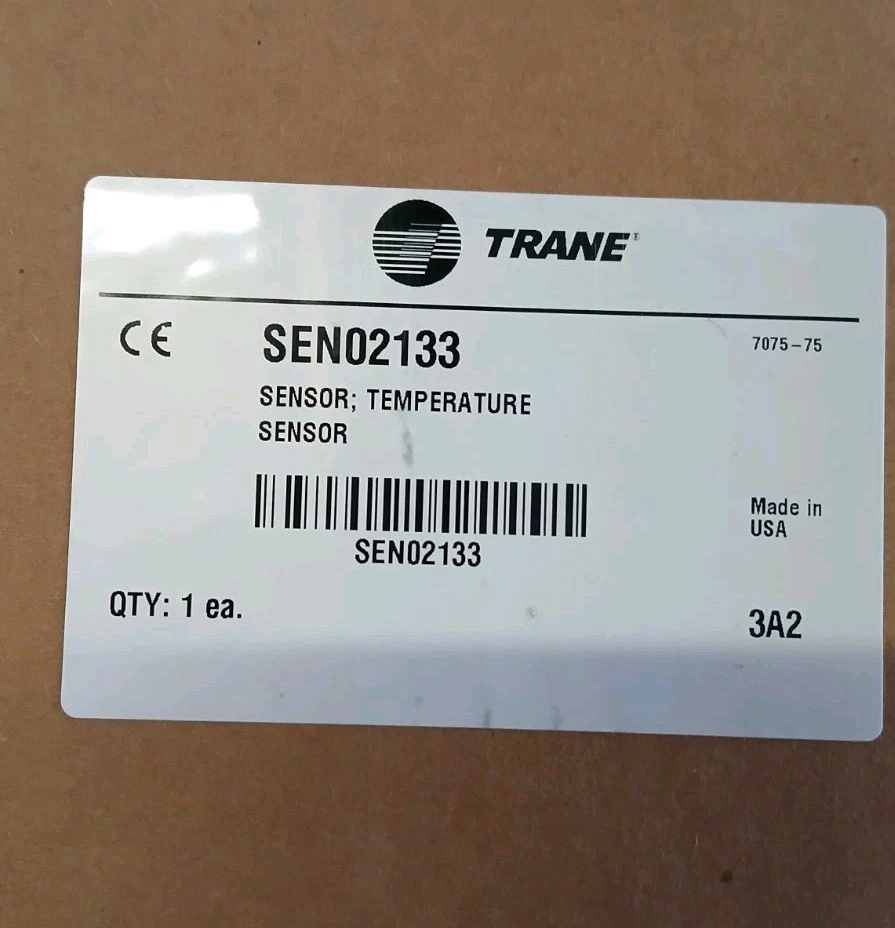 TRANE®
CE
SEN02133
7075-75
SENSOR; TEMPERATURE
SENSOR
SEN02133
Made in
USA
QTY: 1 ea.
3A2